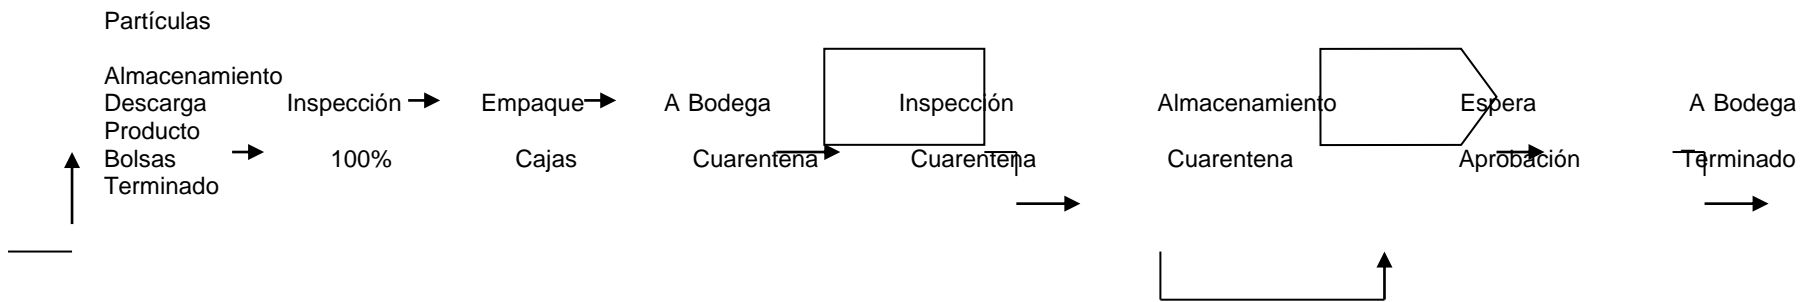 Partículas
Almacenamiento
Descarga Inspección Empaque A Bodega Inspección Almacenamiento Espera A Bodega
Producto
Bolsas 100% Cajas Cuarentena Cuarentena Cuarentena Aprobación Terminado
Terminado